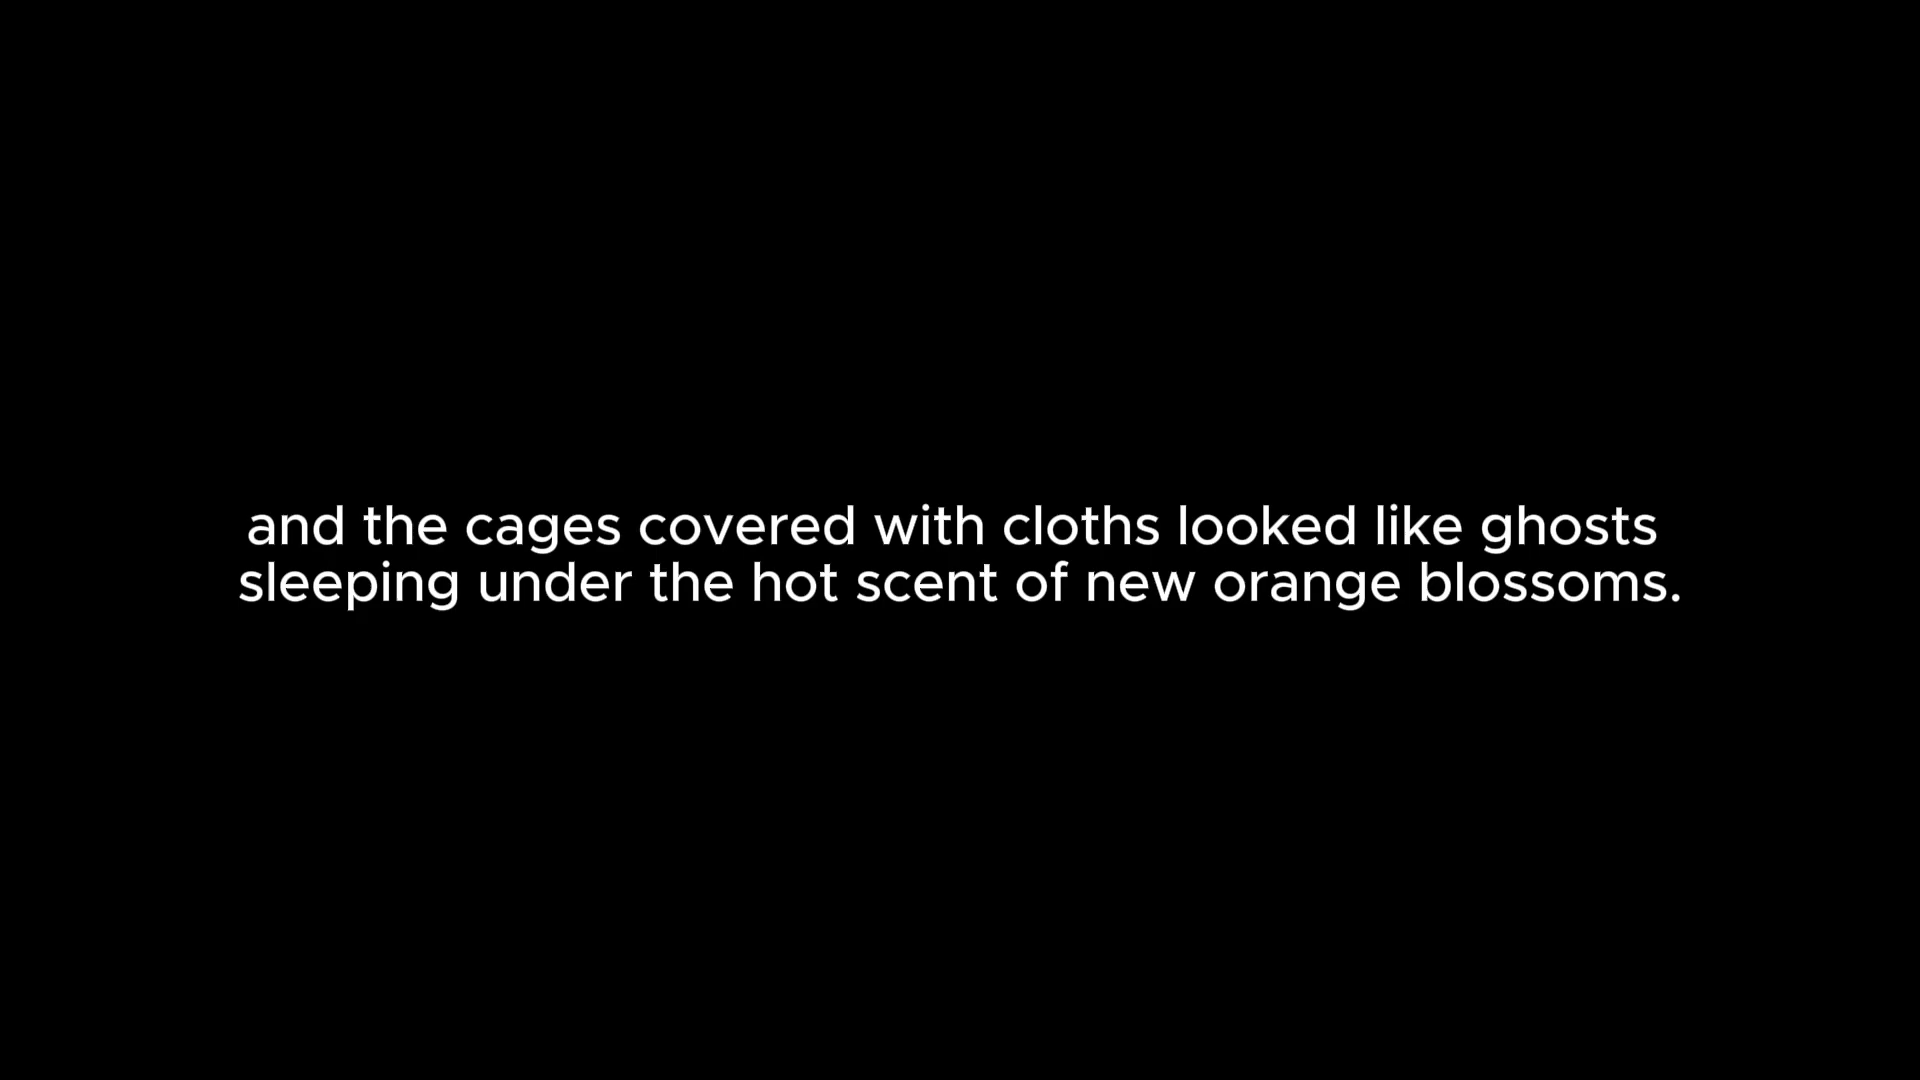 and the cages covered with cloths looked like ghosts
sleeping under the hot scent of new orange blossoms.